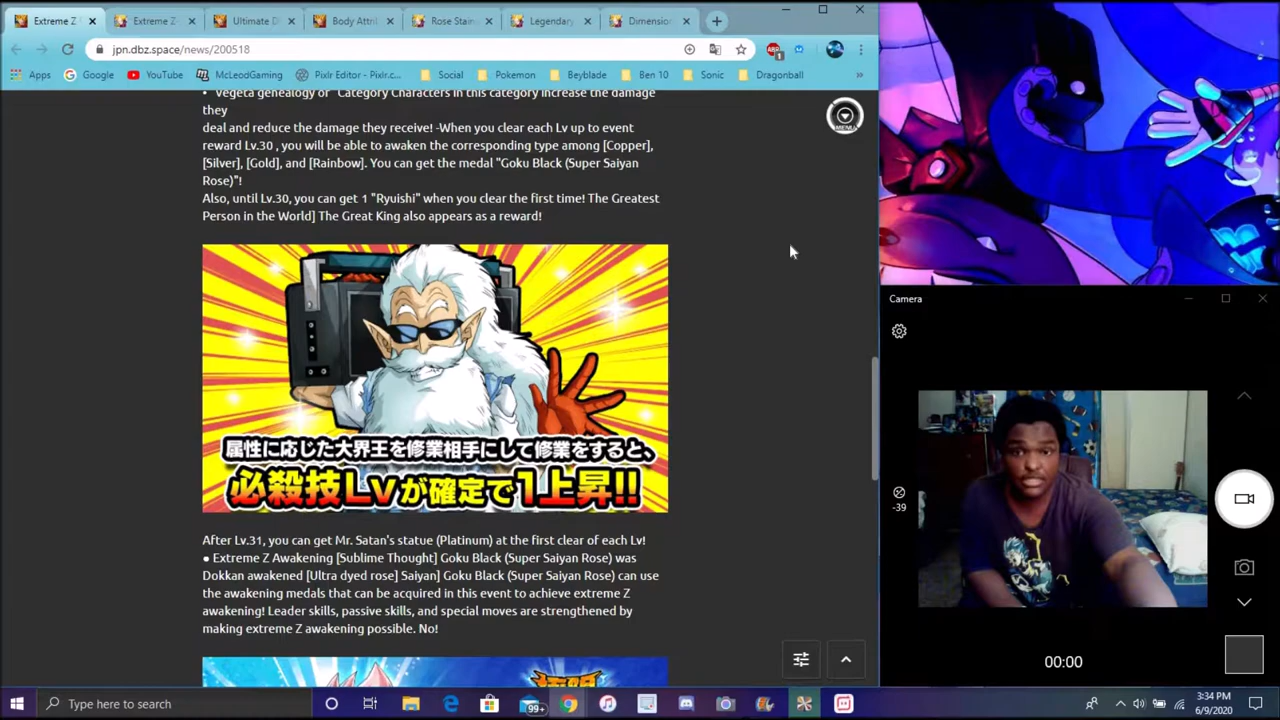 Extreme Z
Extreme Z-
Ultimate D
Body Attri
Rose Stain
Legendary
Dimension
jpn.dbz.space/news/200518
Apps
Google
YouTube
McLeodGaming
Pixlr Editor - Pixlr.c...
Social
Pokemon
Beyblade
Ben 10
Sonic
Dragonball
»
• "Vegeta genealogy of "Category Characters in this category increase the damage
they
deal and reduce the damage they receive! -When you clear each Lv up to event
reward Lv.30 , you will be able to awaken the corresponding type among [Copper],
[Silver], [Gold], and [Rainbow]. You can get the medal "Goku Black (Super Saiyan
Rose)"!
Also, until Lv.30, you can get 1 "Ryuishi" when you clear the first time! The Greatest
Person in the World] The Great King also appears as a reward!
MENU
属性に応じた大界王を修業相手にして修業をすると、
必殺技Lvが確定で1上昇!!
After Lv.31, you can get Mr. Satan's statue (Platinum) at the first clear of each Lv!
● Extreme Z Awakening [Sublime Thought] Goku Black (Super Saiyan Rose) was
Dokkan awakened [Ultra dyed rose] Saiyan] Goku Black (Super Saiyan Rose) can use
the awakening medals that can be acquired in this event to achieve extreme Z
awakening! Leader skills, passive skills, and special moves are strengthened by
making extreme Z awakening possible. No!
Camera
-39
00:00
Type here to search
99+
3:34 PM
6/9/2020